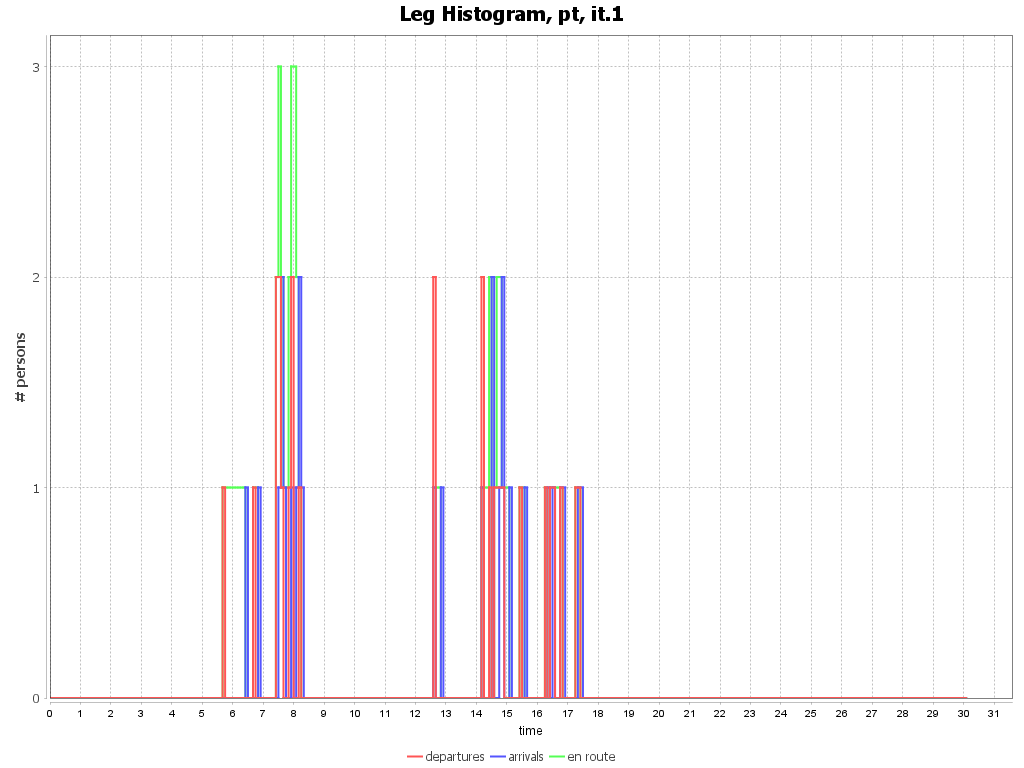 Leg Histogram, pt, it.1
# persons
3
2
1
0
0 1 2 3 4 5 6 7 8 9 10 11 12 13 14 15 16 17 18 19 20 21 22 23 24 25 26 27 28 29 30 31
time
departures arrivals en route